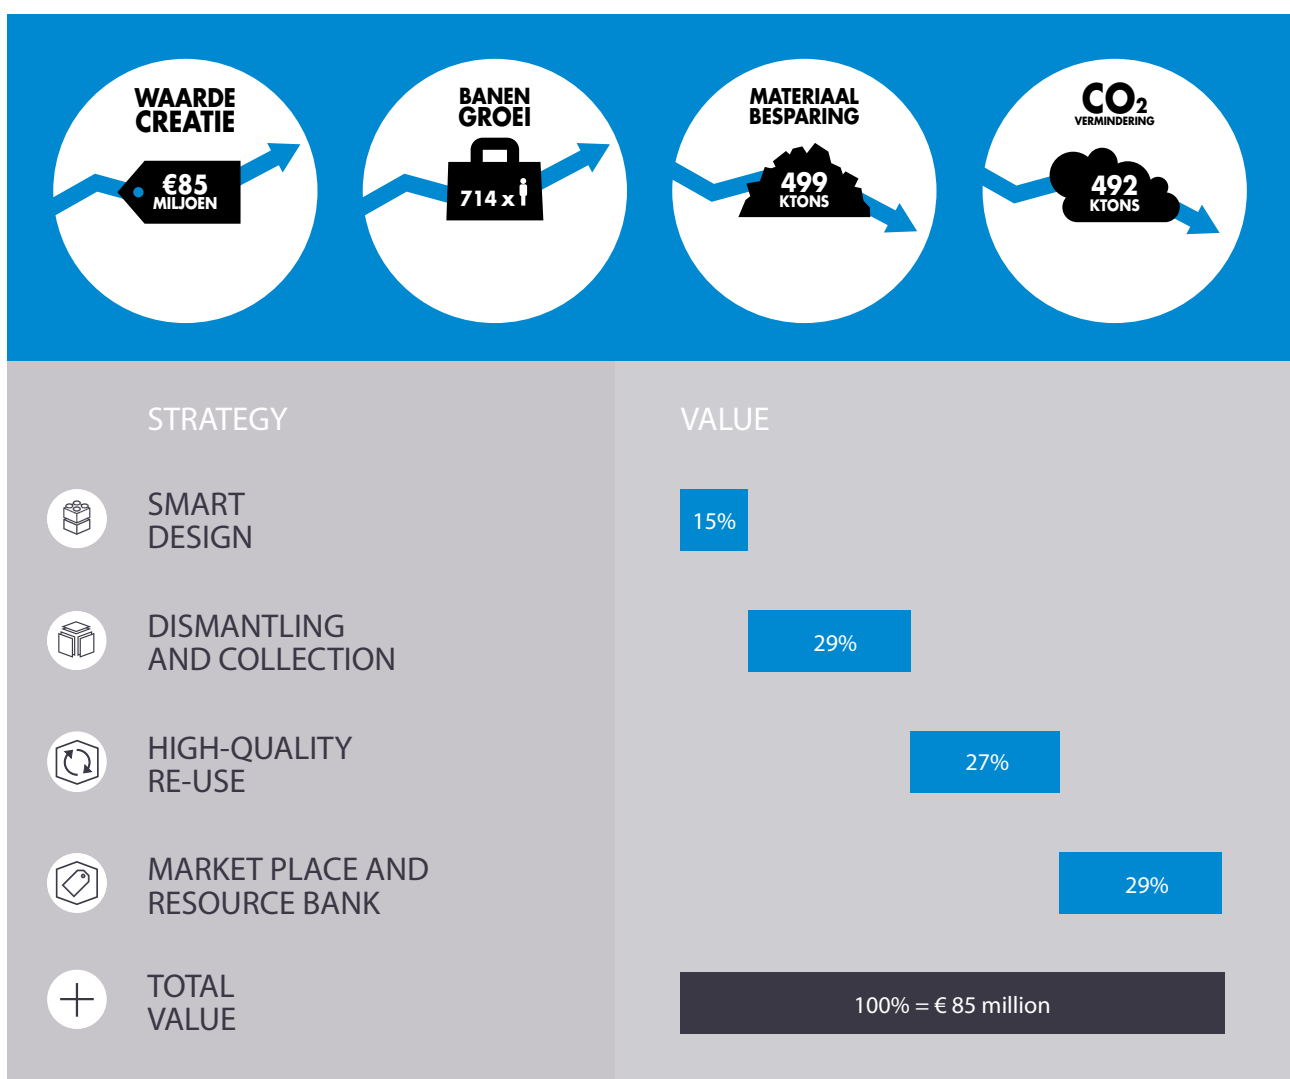 WAARDE
CREATIE
€85
MILJOEN
BANEN
GROEI
714 x
MATERIAAL
BESPARING
499
KTONS
CO2
VERMINDERING
492
KTONS
STRATEGY
VALUE
SMART
DESIGN
15%
DISMANTLING
AND COLLECTION
29%
HIGH-QUALITY
RE-USE
27%
MARKET PLACE AND
RESOURCE BANK
29%
TOTAL
VALUE
100% = € 85 million